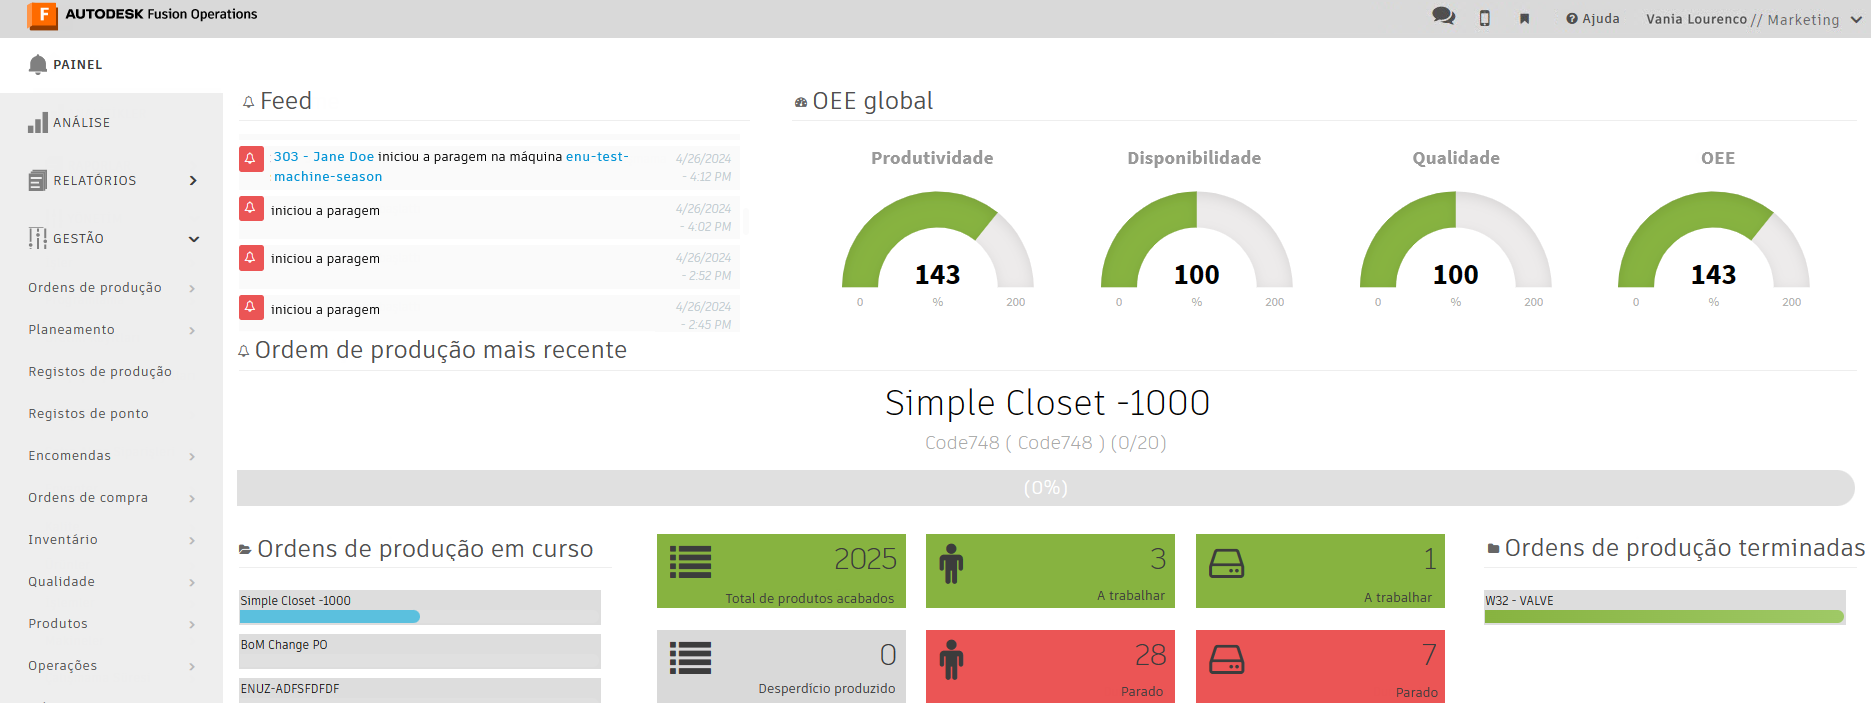 AUTODESK Fusion Operations
Ajuda
Vania Lourenco // Marketing
PAINEL
ANÁLISE
RELATÓRIOS
GESTÃO
Ordens de produção
Planeamento
Registos de produção
Registos de ponto
Encomendas
Ordens de compra
Inventário
Qualidade
Produtos
Operações
Feed
303 - Jane Doe iniciou a paragem na máquina enu-test-
machine-season
4/26/2024
- 4:12 PM
iniciou a paragem
4/26/2024
- 4:02 PM
iniciou a paragem
4/26/2024
- 2:52 PM
iniciou a paragem
4/26/2024
- 2:45 PM
OEE global
Produtividade
143
0 % 200
Disponibilidade
100
0 % 200
Qualidade
100
0 % 200
OEE
143
0 % 200
Ordem de produção mais recente
Simple Closet -1000
Code748 ( Code748 ) (0/20)
(0%)
Ordens de produção em curso
Simple Closet -1000
BoM Change PO
ENUZ-ADFSFDFDF
2025
Total de produtos acabados
3
A trabalhar
1
A trabalhar
0
Desperdício produzido
28
Parado
7
Parado
Ordens de produção terminadas
W32 - VALVE